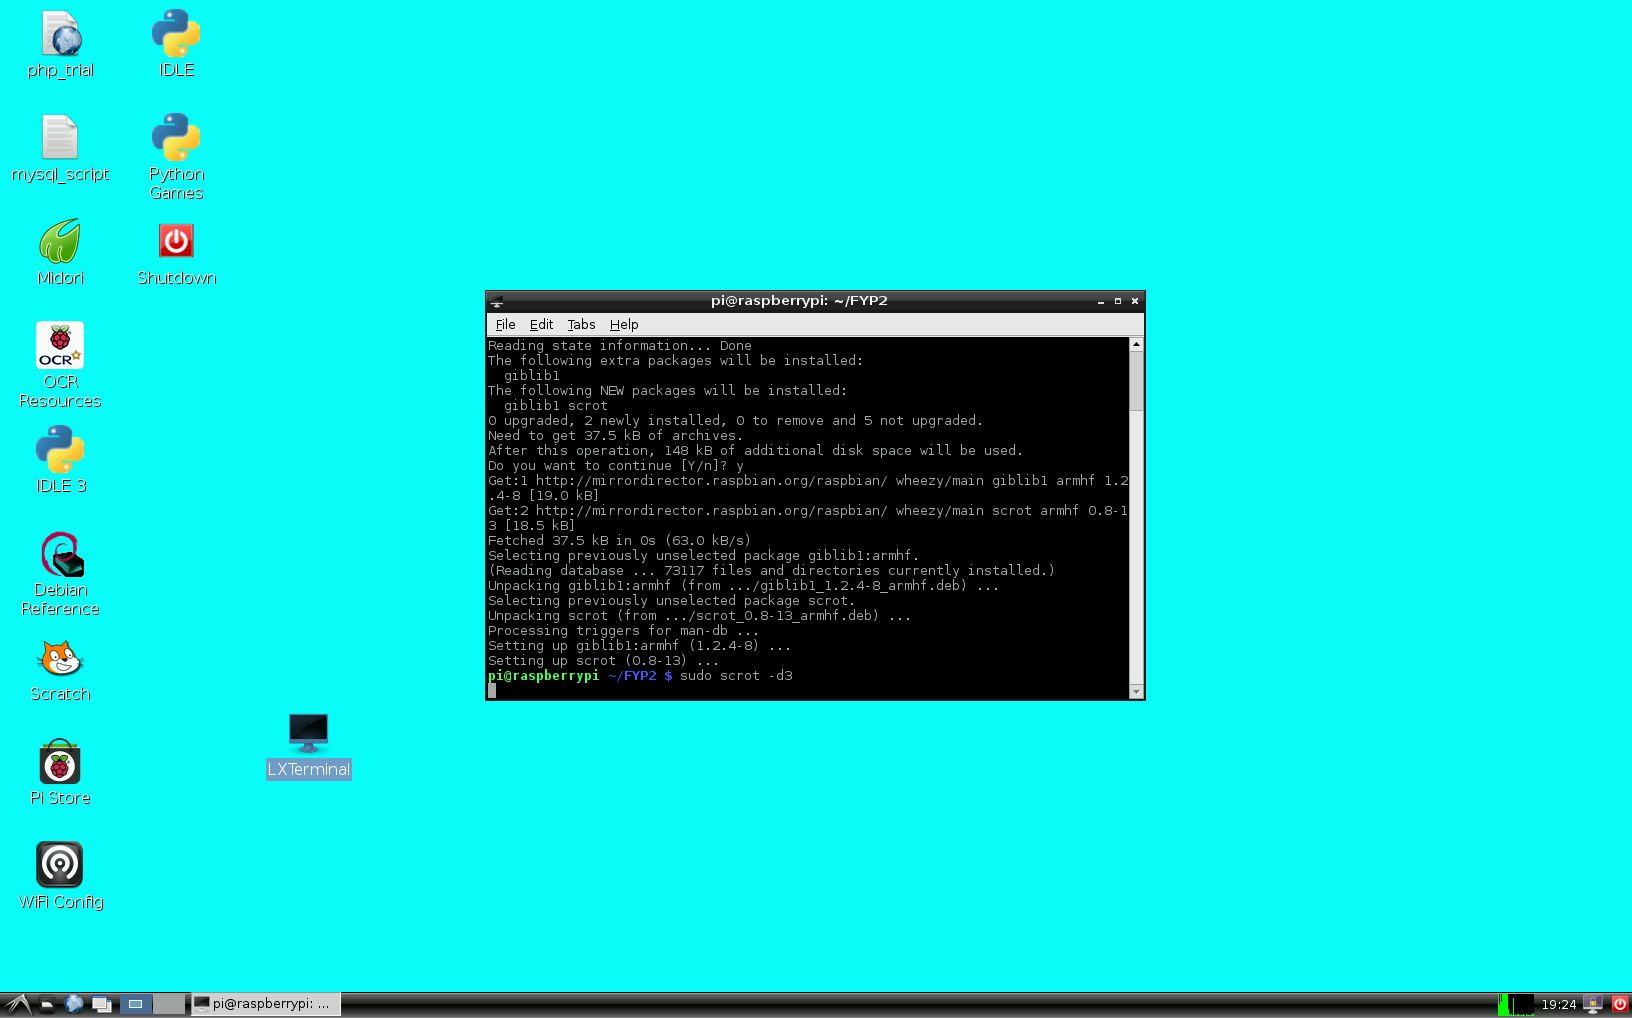 php_trial
IDLE
mysql_script
Python
Games
Midori
Shutdown
OCR
OCR
Resources
IDLE 3
Debian
Reference
Scratch
Pi Store
WiFi Config
LXTerminal
pi@raspberrypi: ~/FYP2
File Edit Tabs Help
Reading state information... Done
The following extra packages will be installed:
giblib1
The following NEW packages will be installed:
giblib1 scrot
0 upgraded, 2 newly installed, 0 to remove and 5 not upgraded.
Need to get 37.5 kB of archives.
After this operation, 148 kB of additional disk space will be used.
Do you want to continue [Y/n]? y
Get:1 http://mirrordirector.raspbian.org/raspbian/ wheezy/main giblib1 armhf 1.2
.4-8 [19.0 kB]
Get:2 http://mirrordirector.raspbian.org/raspbian/ wheezy/main scrot armhf 0.8-1
3 [18.5 kB]
Fetched 37.5 kB in 0s (63.0 kB/s)
Selecting previously unselected package giblib1:armhf.
(Reading database ... 73117 files and directories currently installed.)
Unpacking giblib1:armhf (from .../giblib1_1.2.4-8_armhf.deb) ...
Selecting previously unselected package scrot.
Unpacking scrot (from .../scrot_0.8-13_armhf.deb) ...
Processing triggers for man-db ...
Setting up giblib1:armhf (1.2.4-8) ...
Setting up scrot (0.8-13) ...
pi@raspberrypi ~/FYP2 $ sudo scrot -d3
pi@raspberrypi: ...
19:24